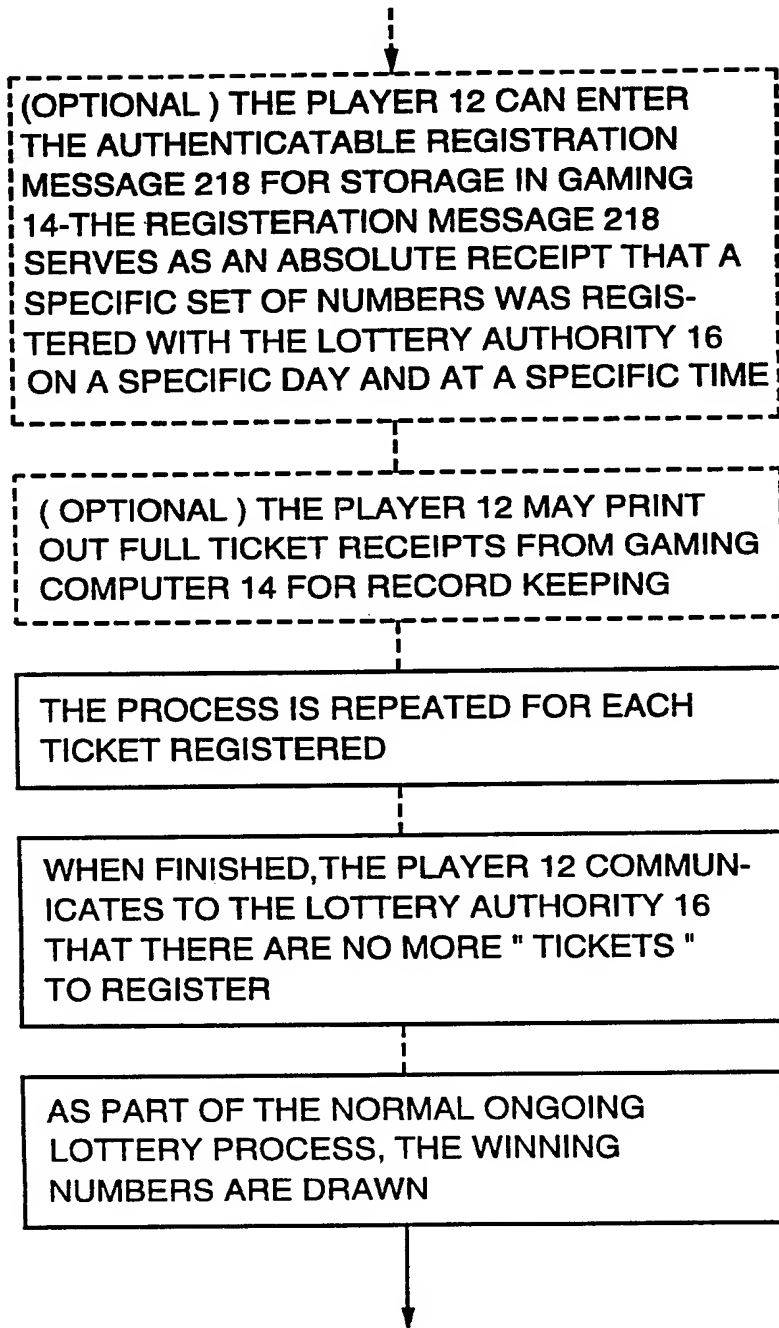 (OPTIONAL ) THE PLAYER 12 CAN ENTER
THE AUTHENTICATABLE REGISTRATION
MESSAGE 218 FOR STORAGE IN GAMING
14-THE REGISTERATION MESSAGE 218
SERVES AS AN ABSOLUTE RECEIPT THAT A
SPECIFIC SET OF NUMBERS WAS REGIS-
TERED WITH THE LOTTERY AUTHORITY 16
ON A SPECIFIC DAY AND AT A SPECIFIC TIME
( OPTIONAL ) THE PLAYER 12 MAY PRINT
OUT FULL TICKET RECEIPTS FROM GAMING
COMPUTER 14 FOR RECORD KEEPING
THE PROCESS IS REPEATED FOR EACH
TICKET REGISTERED
WHEN FINISHED,THE PLAYER 12 COMMUN-
ICATES TO THE LOTTERY AUTHORITY 16
THAT THERE ARE NO MORE " TICKETS "
TO REGISTER
AS PART OF THE NORMAL ONGOING
LOTTERY PROCESS, THE WINNING
NUMBERS ARE DRAWN